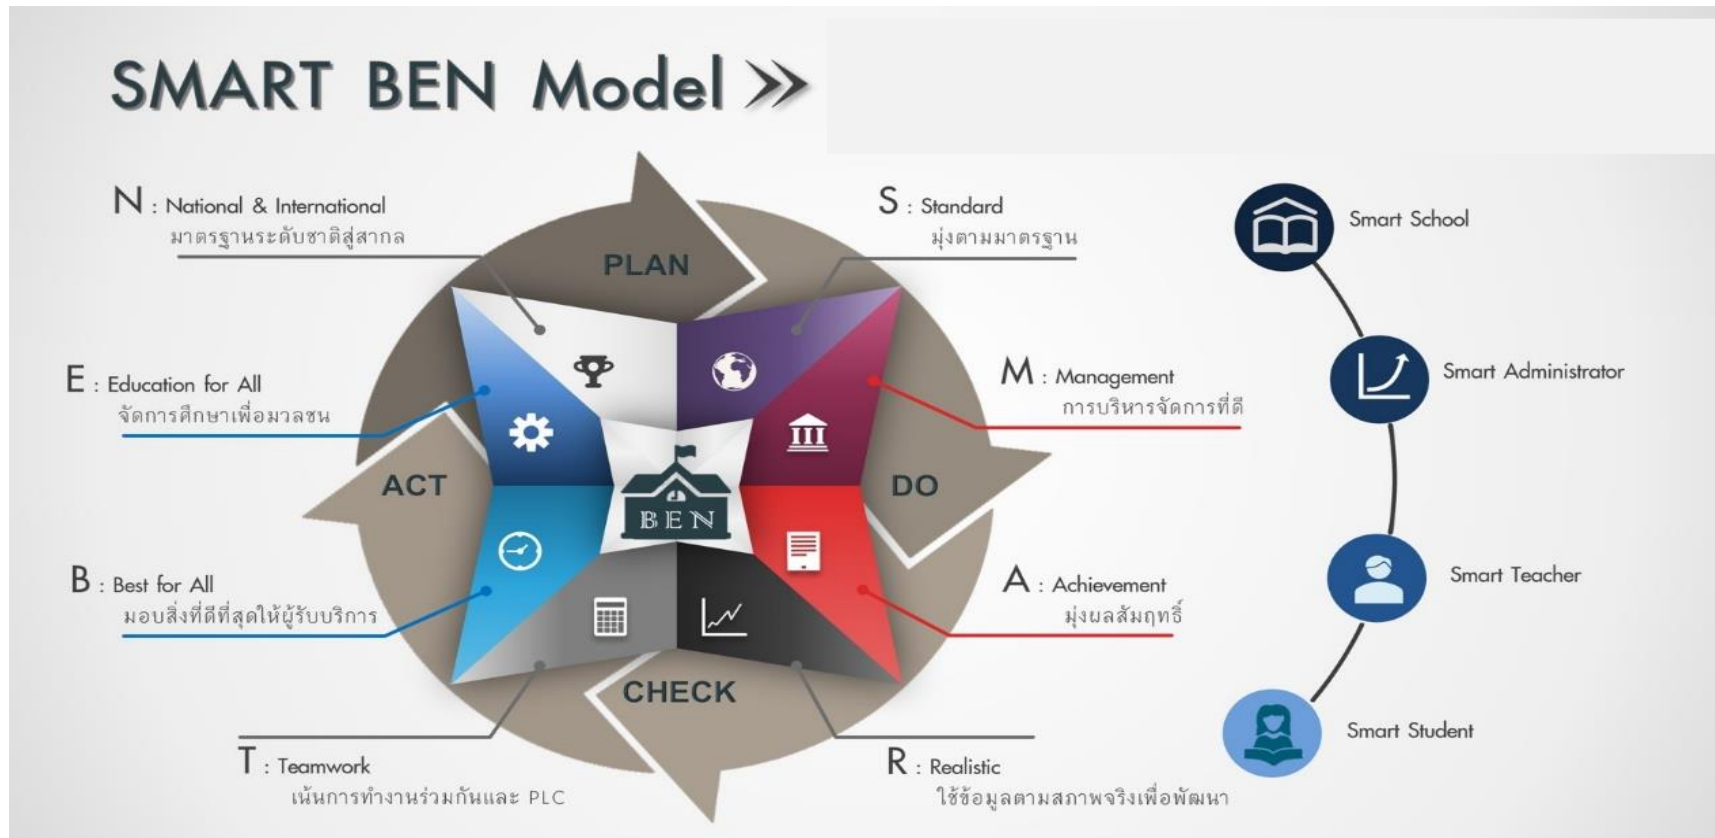 SMART BEN Model
N : National & International
มาตรฐานระดับชาติสู่สากล
S : Standard
มุ่งตามมาตรฐาน
E : Education for All
จัดการศึกษาเพื่อมวลชน
M : Management
การบริหารจัดการที่ดี
B : Best for All
มอบสิ่งที่ดีที่สุดให้ผู้รับบริการ
A : Achievement
มุ่งผลสัมฤทธิ์
T : Teamwork
เน้นการทำงานร่วมกันและ PLC
R : Realistic
ใช้ข้อมูลตามสภาพจริงเพื่อพัฒนา
PLAN
DO
CHECK
ACT
BEN
Smart School
Smart Administrator
Smart Teacher
Smart Student